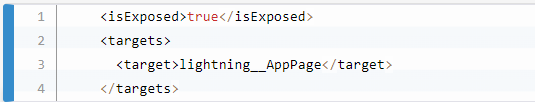 1 <isExposed>true</isExposed>
2 <targets>
3 <target>lightning__AppPage</target>
4 </targets>